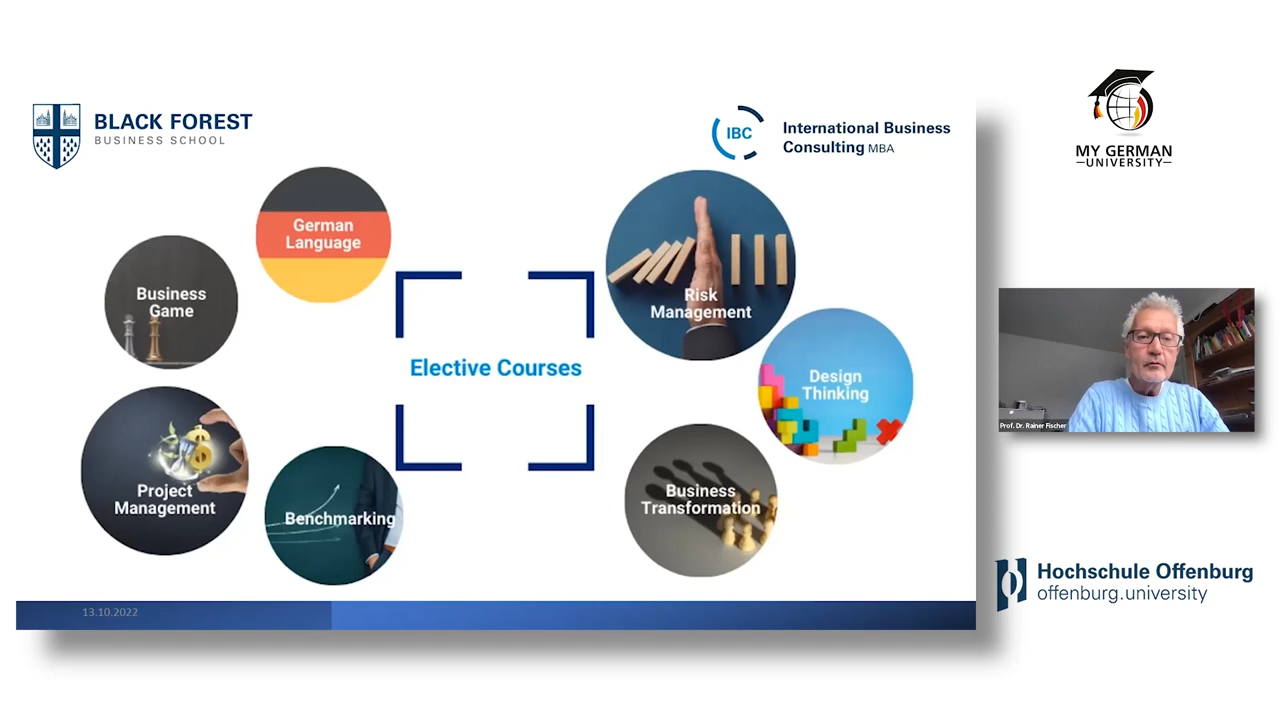 BLACK FOREST
BUSINESS SCHOOL
IBC
International Business
Consulting MBA
MY GERMAN
UNIVERSITY
German
Language
Business
Game
Risk
Management
Elective Courses
Design
Thinking
Project
Management
Benchmarking
Business
Transformation
Prof. Dr. Rainer Fischer
Hochschule Offenburg
offenburg.university
13.10.2022